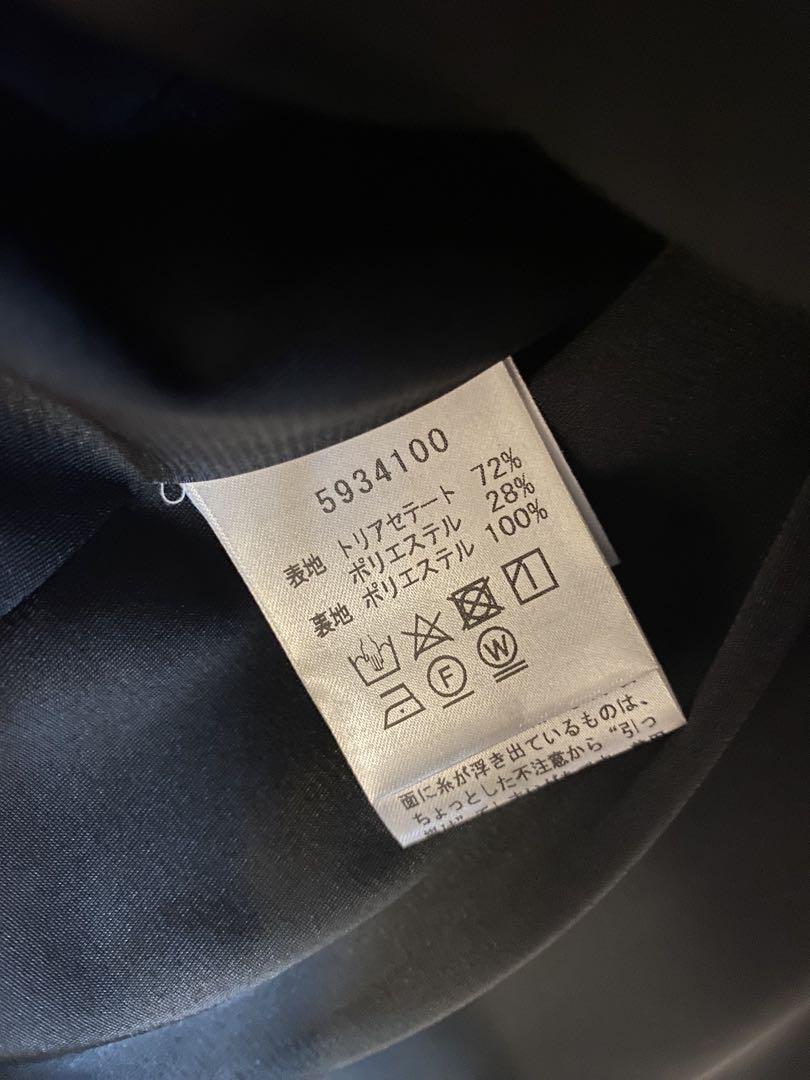 5934100
表地 トリアセテート 72%
ポリエステル 28%
裏地 ポリエステル 100%
F W
面に糸が浮き出ているものは、
ちょっとした不注意から“引っ